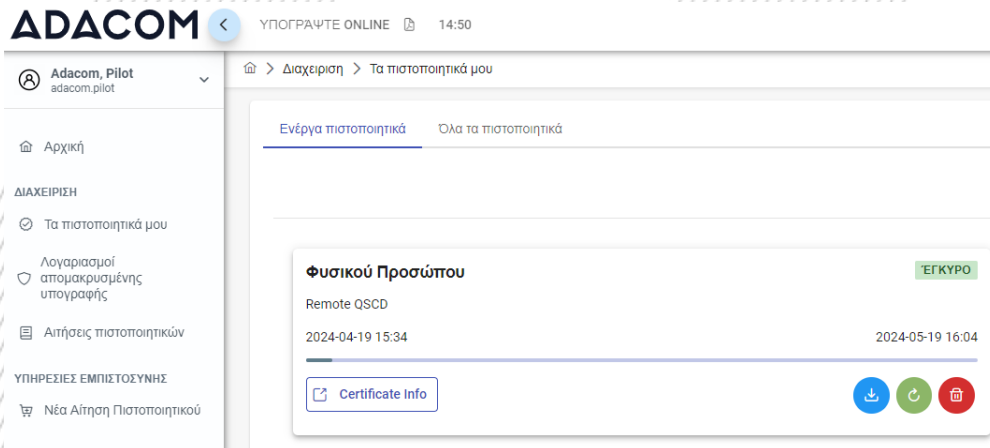 ADACOM
ΥΠΟΓΡΑΨΤΕ ONLINE 14:50
Adacom, Pilot
adacom.pilot
Διαχειριση > Τα πιστοποιητικά μου
Ενέργα πιστοποιητικά Όλα τα πιστοποιητικά
Αρχική
ΔΙΑΧΕΙΡΙΣΗ
Τα πιστοποιητικά μου
Λογαριασμοί
απομακρυσμένης
υπογραφής
Αιτήσεις πιστοποιητικών
ΥΠΗΡΕΣΙΕΣ ΕΜΠΙΣΤΟΣΥΝΗΣ
Νέα Αίτηση Πιστοποιητικού
Φυσικού Προσώπου ΈΓΚΥΡΟ
Remote QSCD
2024-04-19 15:34 2024-05-19 16:04
Certificate Info